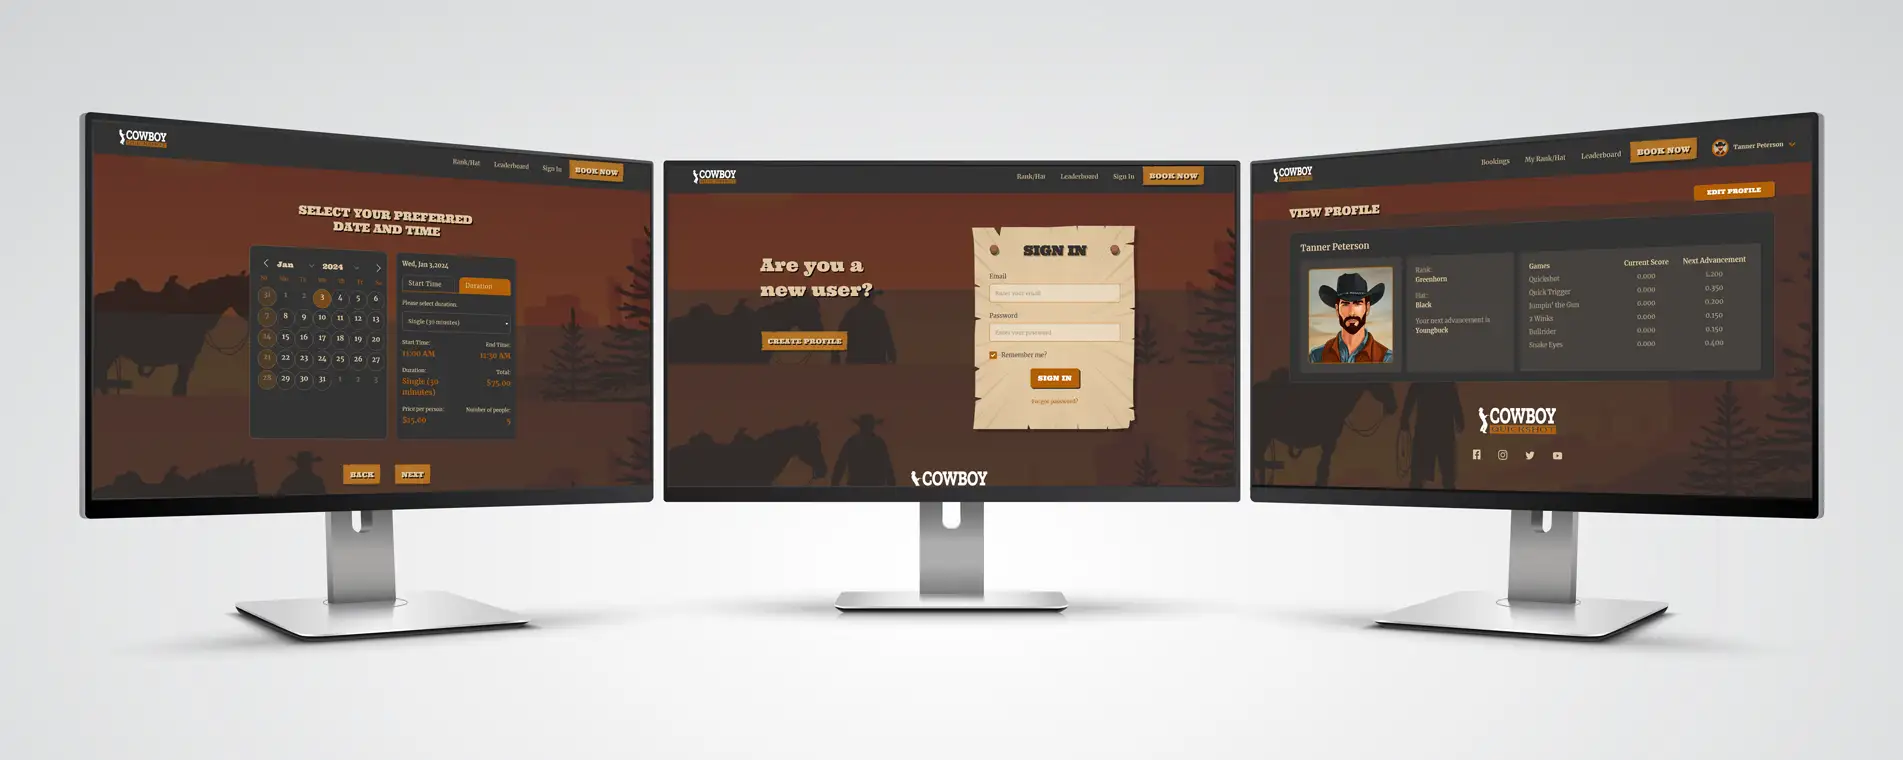 COWBOY
Rank/Hat
Leaderboard
Sign In
BOOK NOW
SELECT YOUR PREFERRED
DATE AND TIME
Jan
2024
31 1 2 3 4 5 6
7 8 9 10 11 12 13
14 15 16 17 18 19 20
21 22 23 24 25 26 27
28 29 30 31 1 2 3
Wed, Jan 3,2024
Start Time
Duration
Please select duration.
Single (30 minutes)
Start Time:
End Time:
11:00 AM
11:30 AM
Duration:
Total:
Single (30
minutes)
$75.00
Price per person:
Number of people:
$25.00
3
BACK
NEXT
COWBOY
Rank/Hat
Leaderboard
Sign In
BOOK NOW
Are you a
new user?
CREATE PROFILE
SIGN IN
Email
Enter your email
Password
Enter your password
Remember me?
SIGN IN
Forgot password?
COWBOY
COWBOY
Bookings
My Rank/Hat
Leaderboard
BOOK NOW
Tanner Peterson
VIEW PROFILE
EDIT PROFILE
Tanner Peterson
Rank:
Greenhorn
Hat:
Black
Your next advancement is
Youngbuck
Games Current Score Next Advancement
Quickshot 0.000 1.200
Quick Trigger 0.000 0.350
Jumpin' the Gun 0.000 0.200
2 Winks 0.000 0.150
Bullrider 0.000 0.150
Snake Eyes 0.000 0.400
COWBOY
QUICKSHOT